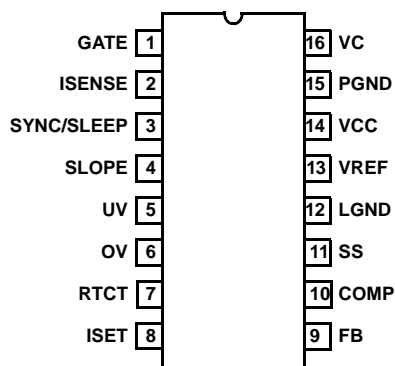 GATE 1 16 VC
ISENSE 2 15 PGND
SYNC/SLEEP 3 14 VCC
SLOPE 4 13 VREF
UV 5 12 LGND
OV 6 11 SS
RTCT 7 10 COMP
ISET 8 9 FB